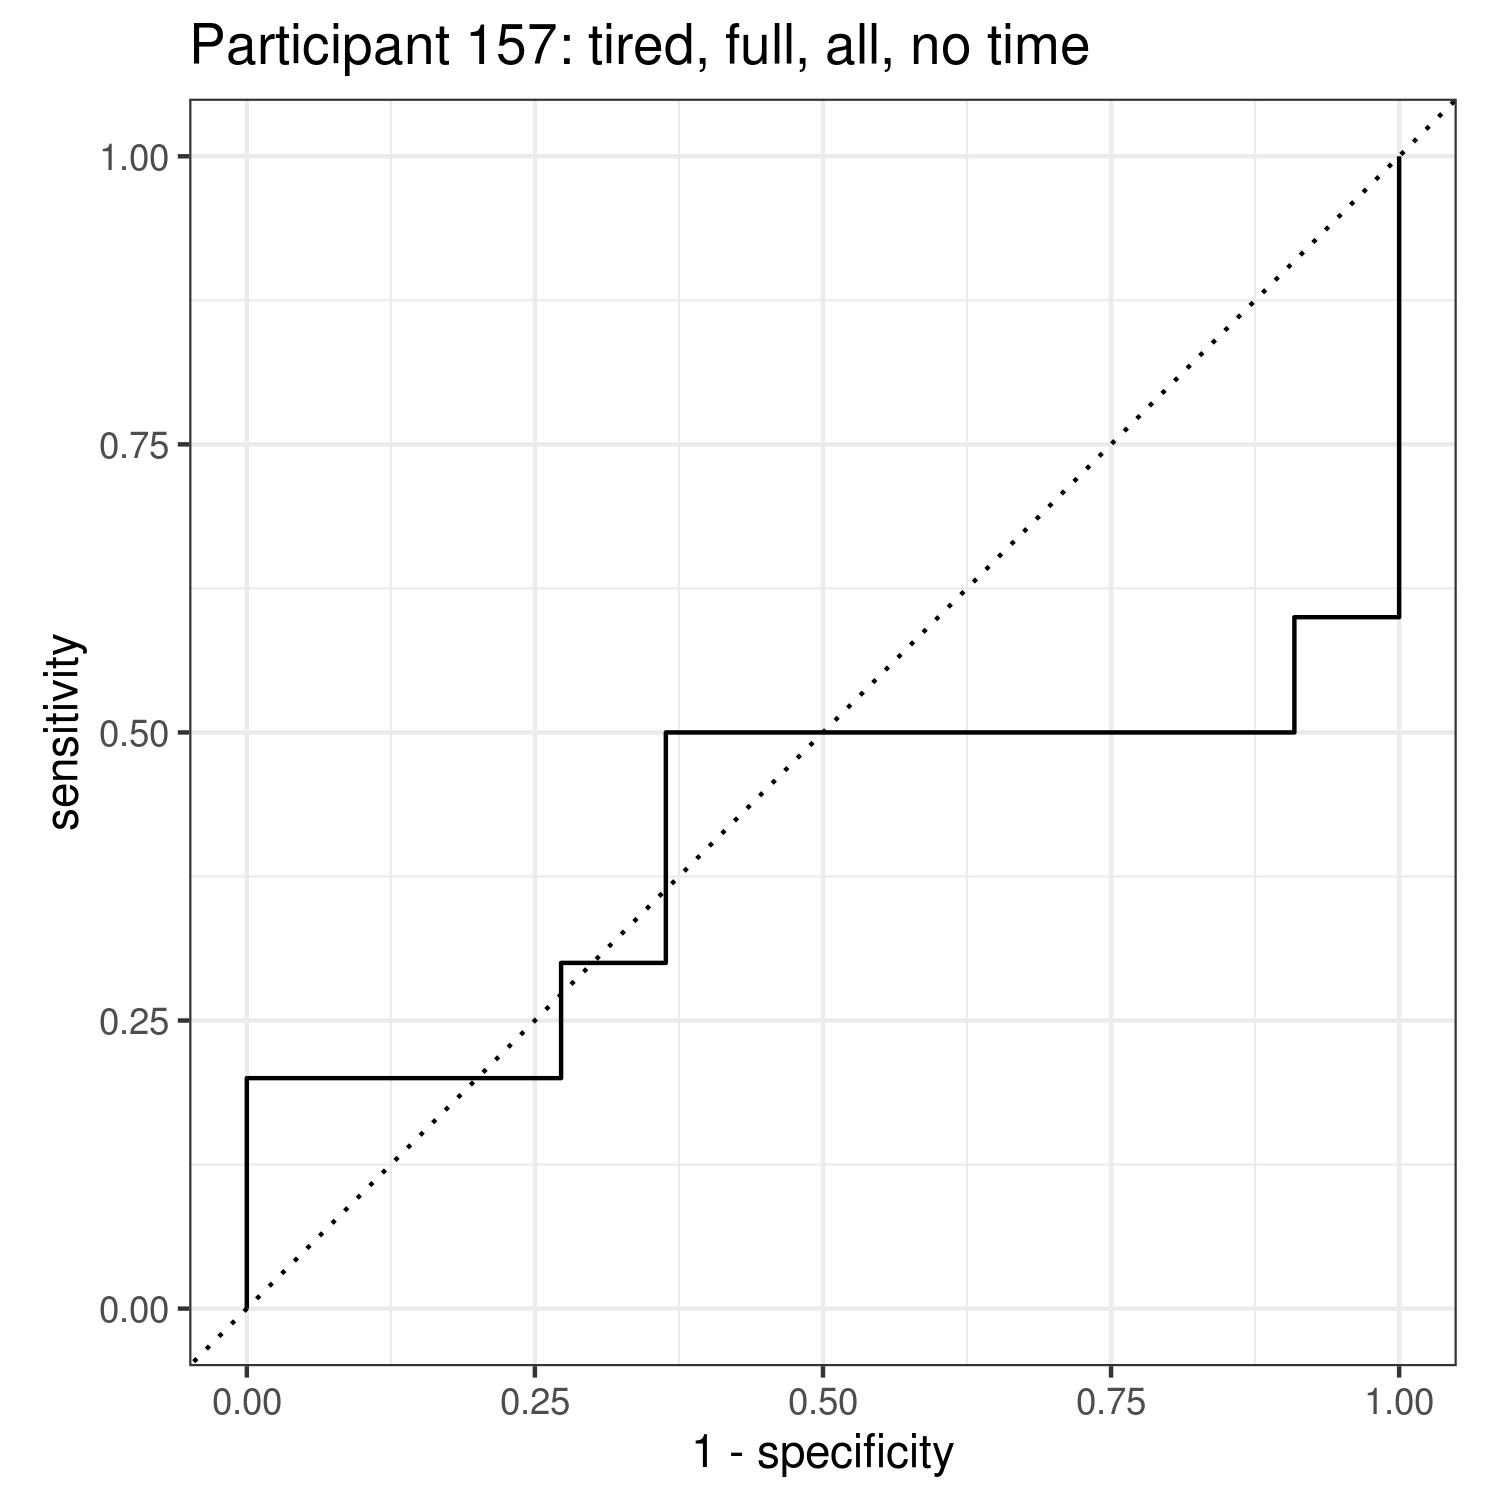 Participant 157: tired, full, all, no time
1.00
0.75
0.50
0.25
0.00
sensitivity
0.00 0.25 0.50 0.75 1.00
1 - specificity